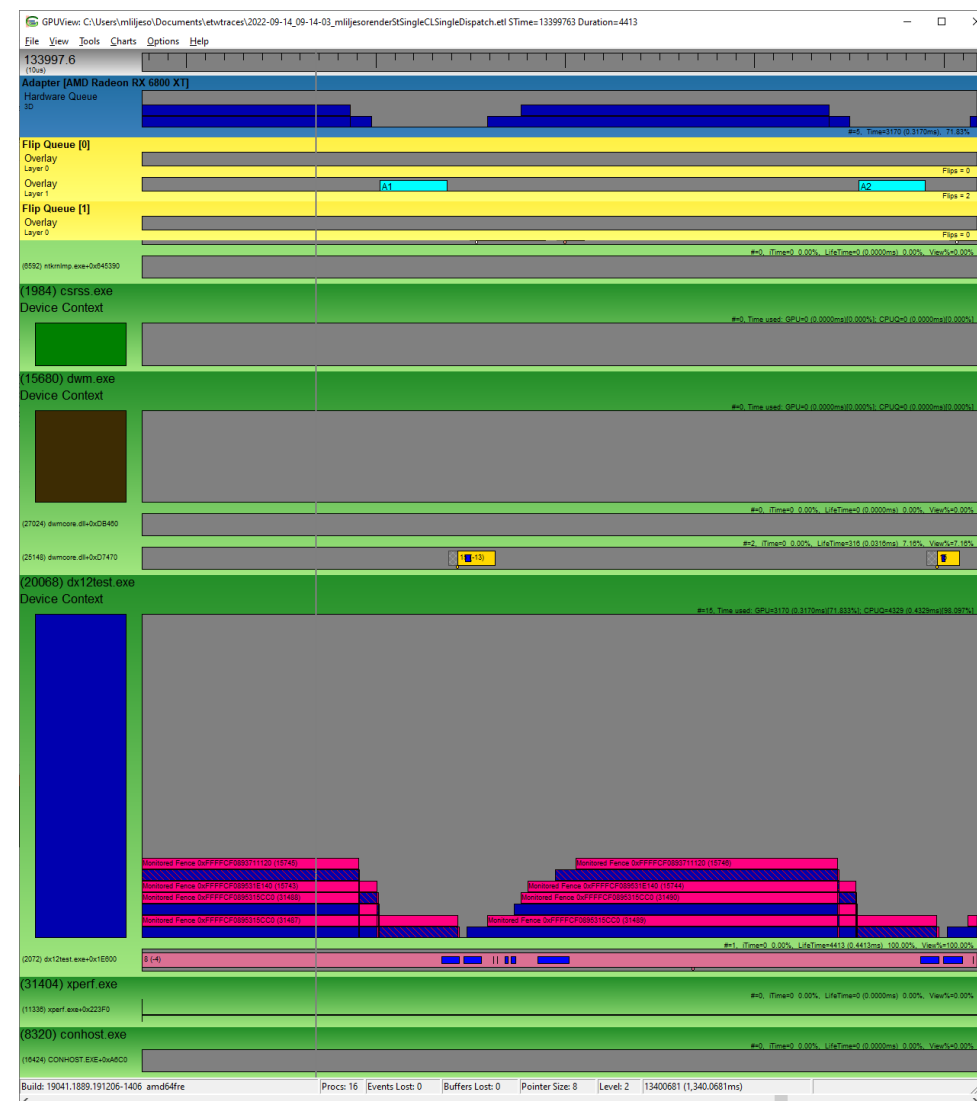 GPUView: C:\Users\mliljeso\Documents\etwtraces\2022-09-14_09-14-03_mliljesorenderStSingleCLSingleDispatch.etl STime=13399763 Duration=4413
File View Tools Charts Options Help
133997.6
(10us)
Adapter [AMD Radeon RX 6800 XT]
Hardware Queue
3D
#=5, Time=3170 (0.3170ms), 71.83%
Flip Queue [0]
Overlay
Layer 0
Flips = 0
Overlay
Layer 1
A1
A2
Flips = 2
Flip Queue [1]
Overlay
Layer 0
Flips = 0
#=0, iTime=0 0.00%, LifeTime=0 (0.0000ms) 0.00%, View%=0.00%
(6592) ntkrnlmp.exe+0x645390
(1984) csrss.exe
Device Context
#=0, Time used: GPU=0 (0.0000ms)[0.000%]; CPUQ=0 (0.0000ms)[0.000%]
(15680) dwm.exe
Device Context
#=0, Time used: GPU=0 (0.0000ms)[0.000%]; CPUQ=0 (0.0000ms)[0.000%]
#=0, iTime=0 0.00%, LifeTime=0 (0.0000ms) 0.00%, View%=0.00%
(27024) dwmcore.dll+0xDB460
#=2, iTime=0 0.00%, LifeTime=316 (0.0316ms) 7.16%, View%=7.16%
(25148) dwmcore.dll+0xD7470
(20068) dx12test.exe
Device Context
#=15, Time used: GPU=3170 (0.3170ms)[71.833%]; CPUQ=4329 (0.4329ms)[98.097%]
Monitored Fence 0xFFFFCF0893711120 (15745)
Monitored Fence 0xFFFFCF0893711120 (15746)
Monitored Fence 0xFFFFCF089531E140 (15743)
Monitored Fence 0xFFFFCF089531E140 (15744)
Monitored Fence 0xFFFFCF0895315CC0 (31488)
Monitored Fence 0xFFFFCF0895315CC0 (31490)
Monitored Fence 0xFFFFCF0895315CC0 (31487)
Monitored Fence 0xFFFFCF0895315CC0 (31489)
#=1, iTime=0 0.00%, LifeTime=4413 (0.4413ms) 100.00%, View%=100.00%
(2072) dx12test.exe+0x1E600
8 (-4)
(31404) xperf.exe
#=0, iTime=0 0.00%, LifeTime=0 (0.0000ms) 0.00%, View%=0.00%
(11336) xperf.exe+0x223F0
(8320) conhost.exe
#=0, iTime=0 0.00%, LifeTime=0 (0.0000ms) 0.00%, View%=0.00%
(16424) CONHOST.EXE+0xA6C0
Build: 19041.1889.191206-1406 amd64fre
Procs: 16
Events Lost: 0
Buffers Lost: 0
Pointer Size: 8
Level: 2
13400681 (1,340.0681ms)